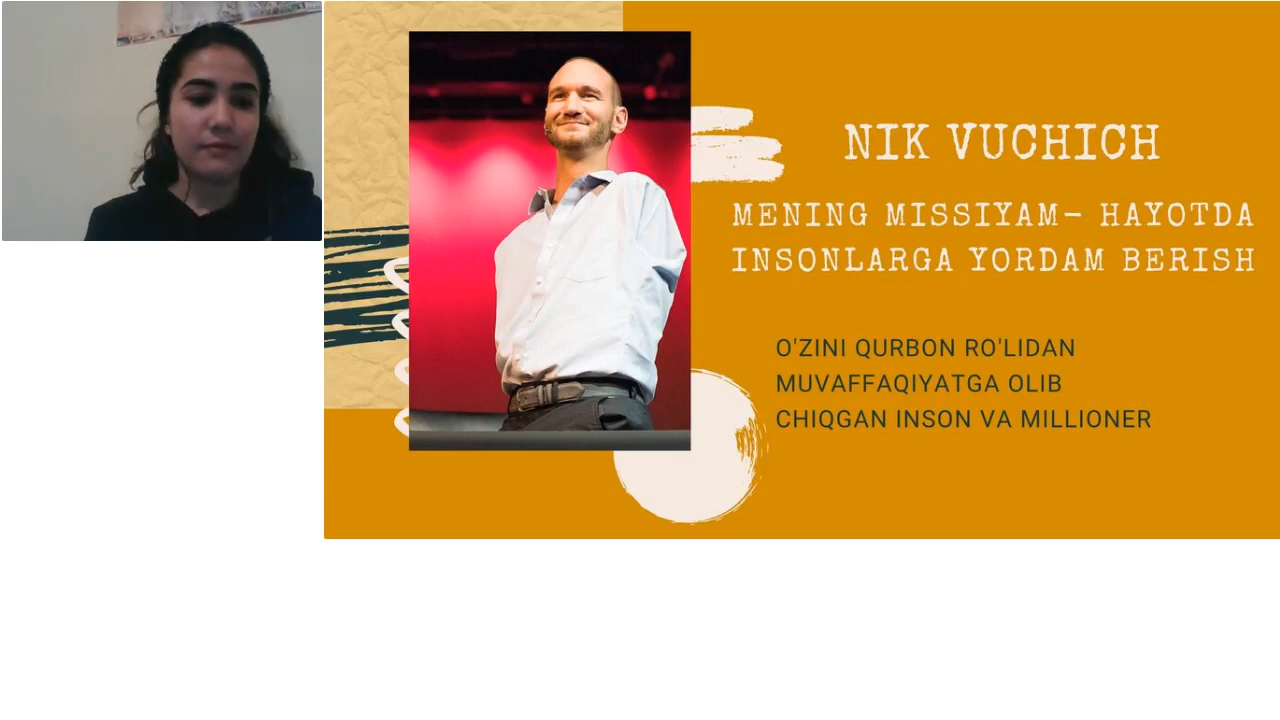 NIK VUCHICH
MENING MISSIYAM- HAYOTDA
INSONLARGA YORDAM BERISH
O'ZINI QURBON RO'LIDAN
MUVAFFAQIYATGA OLIB
CHIQGAN INSON VA MILLIONER